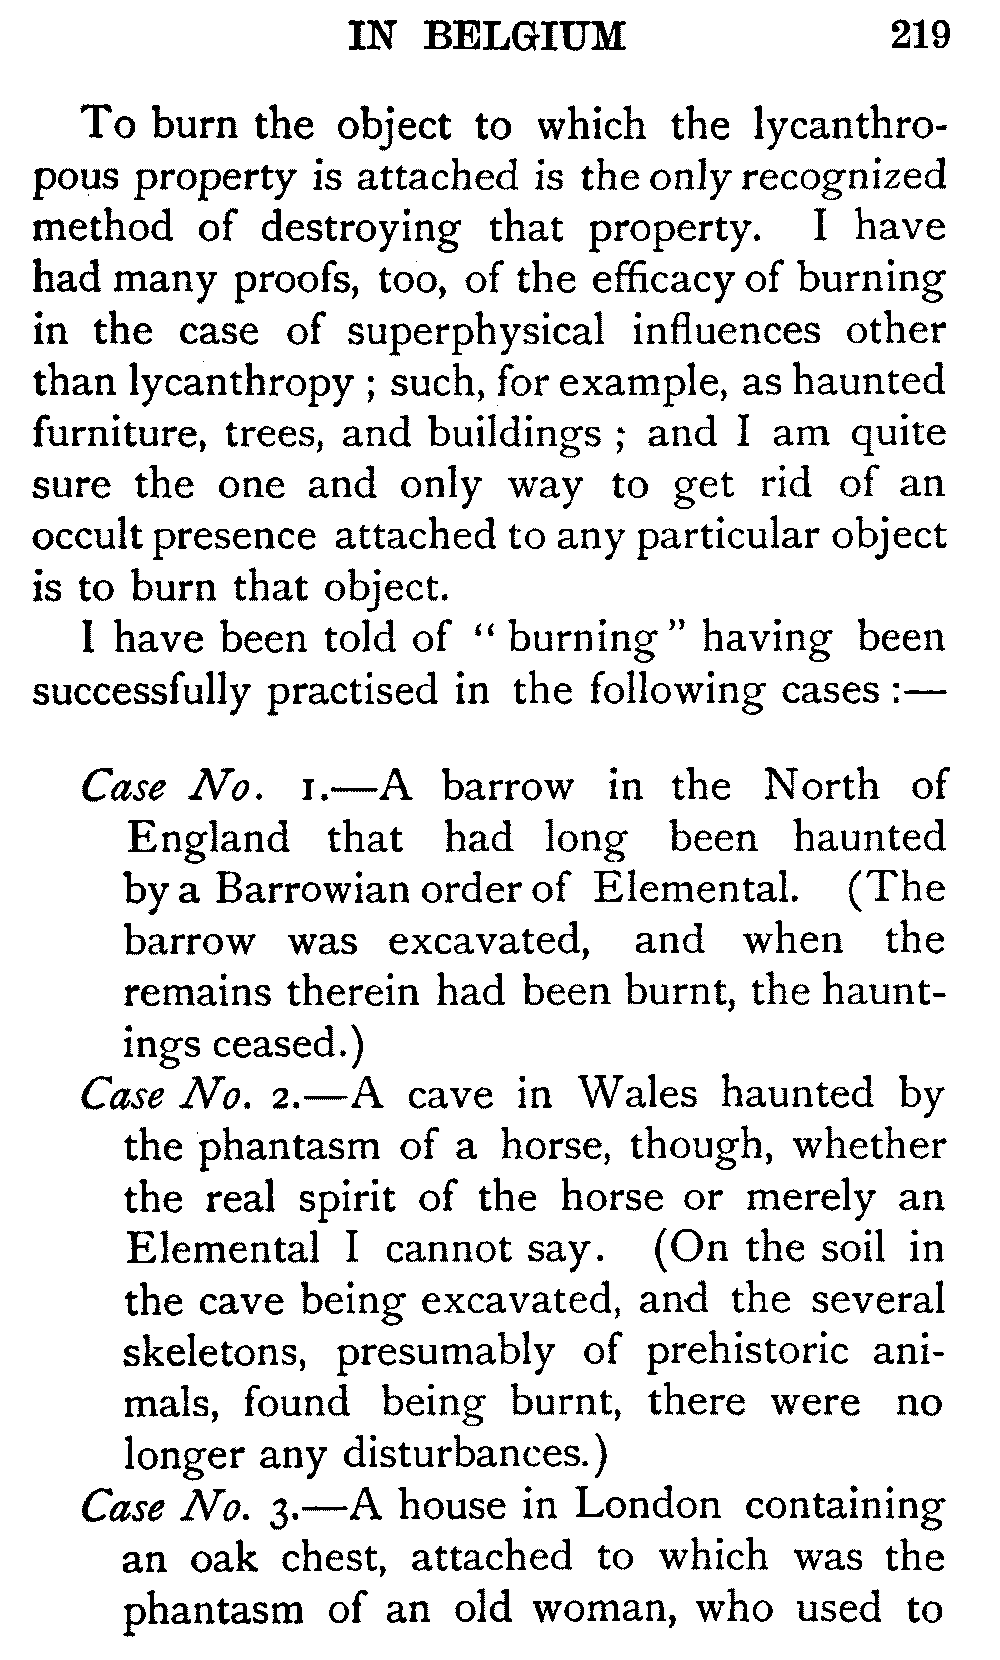 IN BELGIUM 219
To burn the object to which the lycanthro-
pous property is attached is the only recognized
method of destroying that property. I have
had many proofs, too, of the efficacy of burning
in the case of superphysical influences other
than lycanthropy ; such, for example, as haunted
furniture, trees, and buildings ; and I am quite
sure the one and only way to get rid of an
occult presence attached to any particular object
is to burn that object.
I have been told of “ burning ” having been
successfully practised in the following cases :—
Case No. 1.—A barrow in the North of
England that had long been haunted
by a Barrowian order of Elemental. (The
barrow was excavated, and when the
remains therein had been burnt, the haunt-
ings ceased.)
Case No. 2.—A cave in Wales haunted by
the phantasm of a horse, though, whether
the real spirit of the horse or merely an
Elemental I cannot say. (On the soil in
the cave being excavated, and the several
skeletons, presumably of prehistoric ani-
mals, found being burnt, there were no
longer any disturbances.)
Case No. 3.—A house in London containing
an oak chest, attached to which was the
phantasm of an old woman, who used to